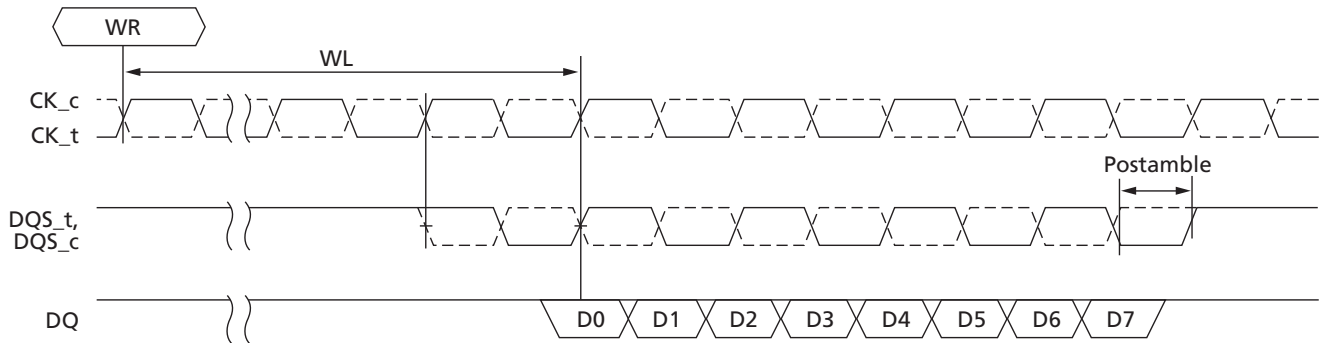 WR
WL
CK_c
CK_t
Postamble
DQS_t,
DQS_c
DQ
D0
D1
D2
D3
D4
D5
D6
D7